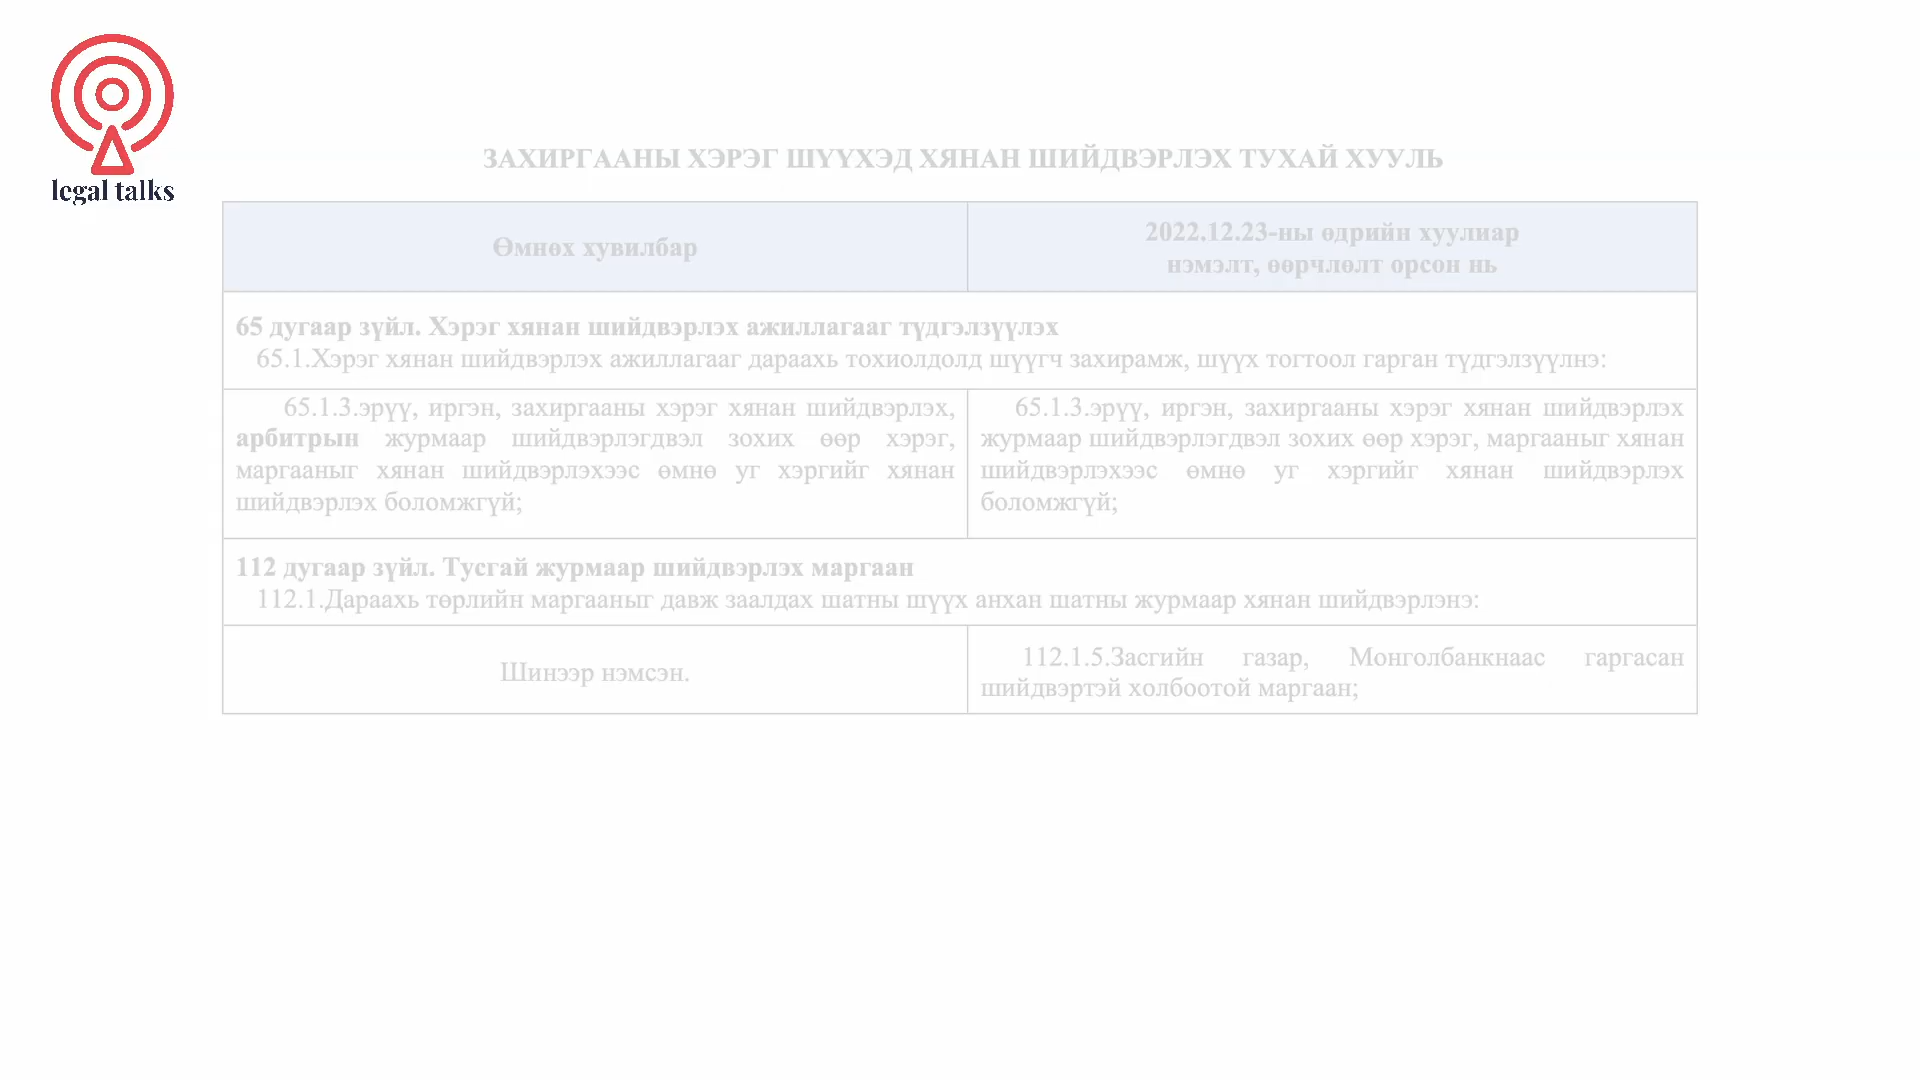 legal talks
ЗАХИРГААНЫ ХЭРЭГ ШҮҮХЭД ХЯНАН ШИЙДВЭРЛЭХ ТУХАЙ ХУУЛЬ
Өмнөх хувилбар
2022.12.23-ны өдрийн хуулиар
нэмэлт, өөрчлөлт орсон нь
65 дугаар зүйл. Хэрэг хянан шийдвэрлэх ажиллагааг түдгэлзүүлэх
65.1.Хэрэг хянан шийдвэрлэх ажиллагааг дараахь тохиолдолд шүүгч захирамж, шүүх тогтоол гарган түдгэлзүүлнэ:
65.1.3.эрүү, иргэн, захиргааны хэрэг хянан шийдвэрлэх,
арбитрын журмаар шийдвэрлэгдвэл зохих өөр хэрэг,
маргааныг хянан шийдвэрлэхээс өмнө уг хэргийг хянан
шийдвэрлэх боломжгүй;
65.1.3.эрүү, иргэн, захиргааны хэрэг хянан шийдвэрлэх
журмаар шийдвэрлэгдвэл зохих өөр хэрэг, маргааныг хянан
шийдвэрлэхээс өмнө уг хэргийг хянан шийдвэрлэх
боломжгүй;
112 дугаар зүйл. Тусгай журмаар шийдвэрлэх маргаан
112.1.Дараахь төрлийн маргааныг давж заалдах шатны шүүх анхан шатны журмаар хянан шийдвэрлэнэ:
Шинээр нэмсэн.
112.1.5.Засгийн газар, Монголбанкнаас гаргасан
шийдвэртэй холбоотой маргаан;